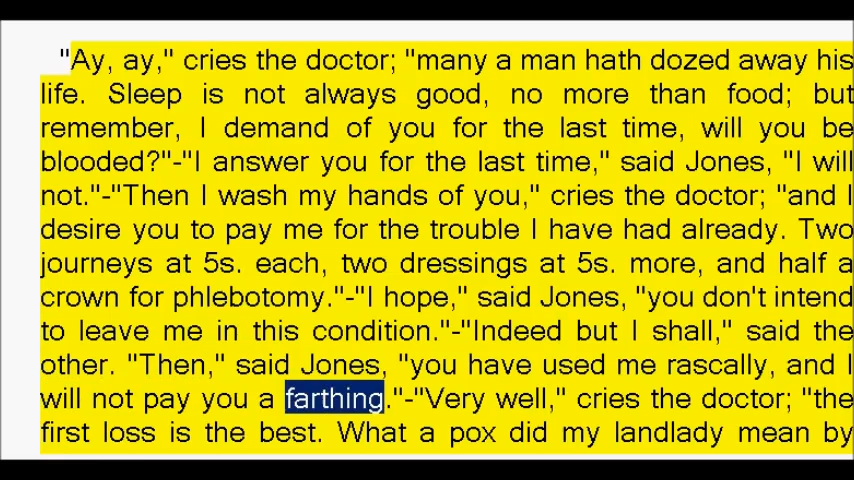 "Ay, ay," cries the doctor; "many a man hath dozed away his
life. Sleep is not always good, no more than food; but
remember, I demand of you for the last time, will you be
blooded?"-"I answer you for the last time," said Jones, "I will
not."-"Then I wash my hands of you," cries the doctor; "and I
desire you to pay me for the trouble I have had already. Two
journeys at 5s. each, two dressings at 5s. more, and half a
crown for phlebotomy."-"I hope," said Jones, "you don't intend
to leave me in this condition."-"Indeed but I shall," said the
other. "Then," said Jones, "you have used me rascally, and I
will not pay you a farthing."-"Very well," cries the doctor; "the
first loss is the best. What a pox did my landlady mean by